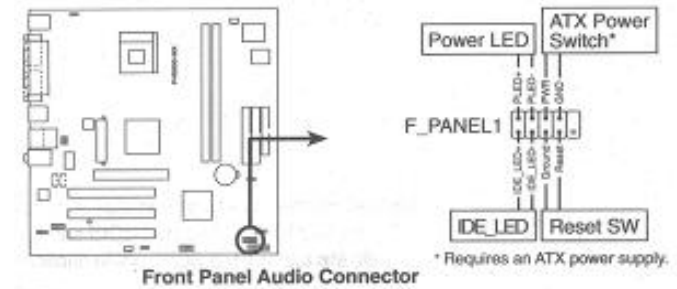 Power LED
ATX Power
Switch*
PLED+
PLED-
PWR
GND
F_PANEL1
IDE_LED+
IDE_LED-
Ground
Reset
IDE_LED
Reset SW
* Requires an ATX power supply.
Front Panel Audio Connector